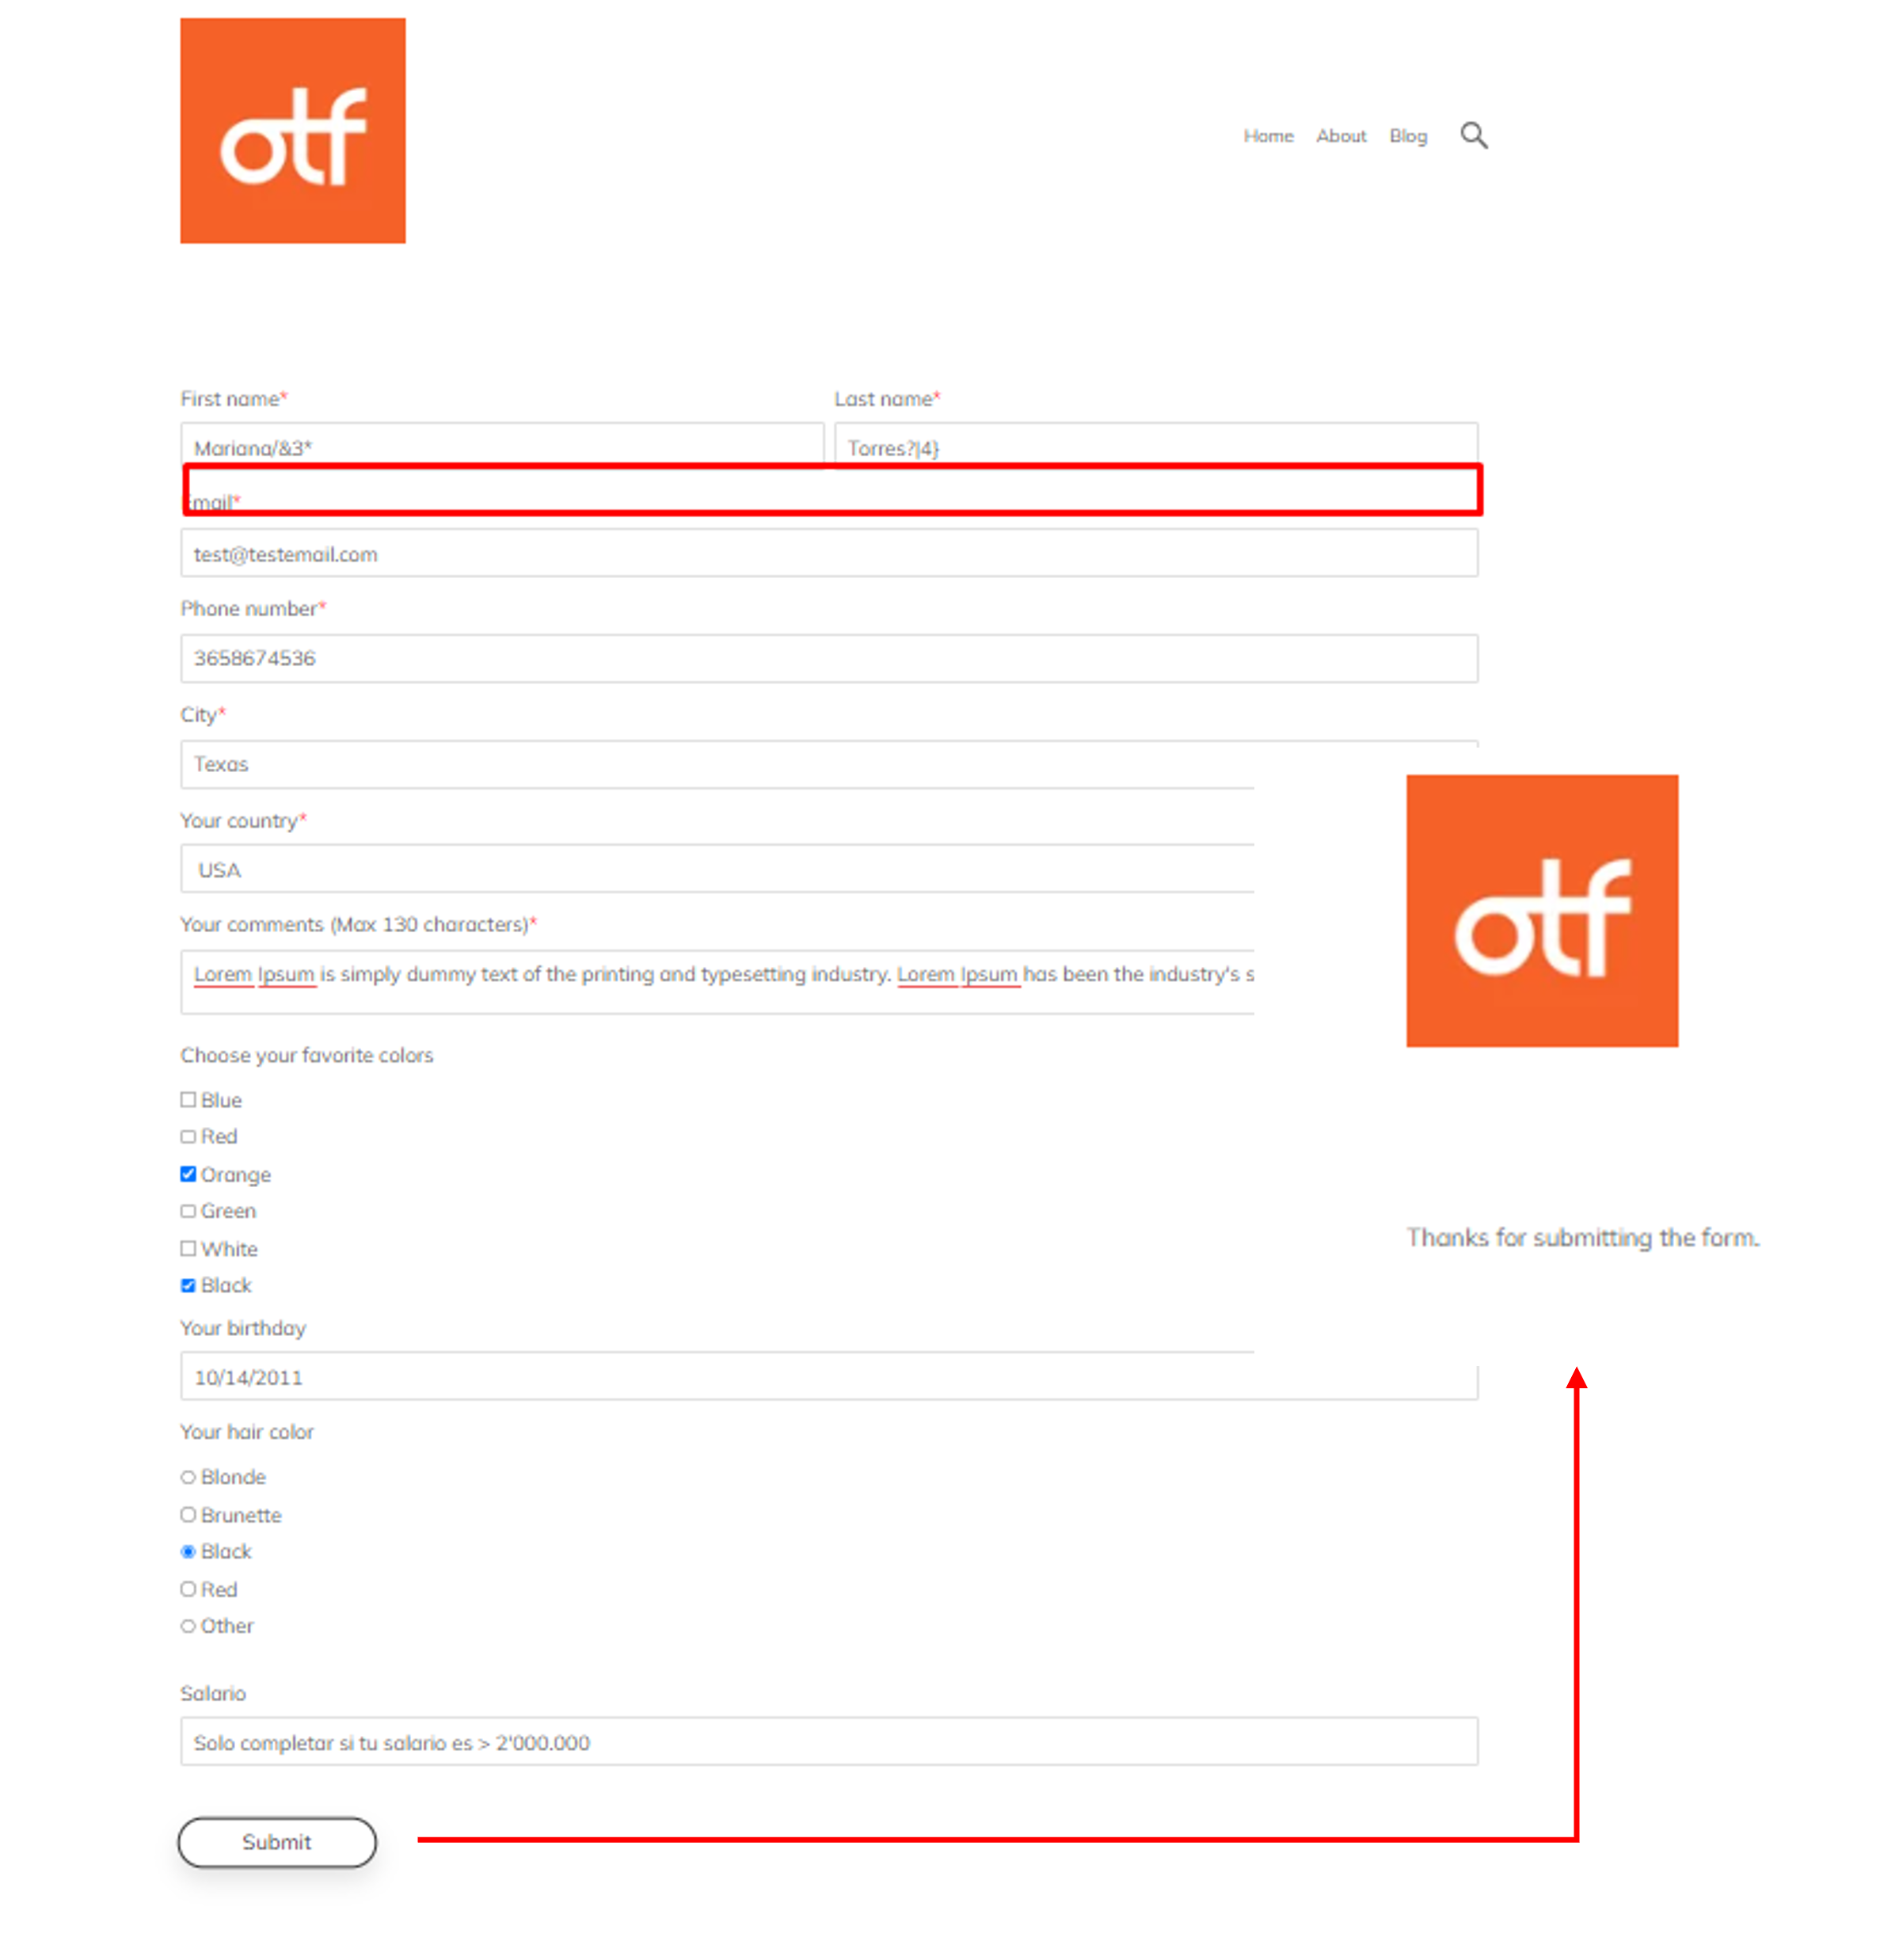 otf
Home About Blog
First name* Last name*
Mariana/&3* Torres?|4}
Email*
test@testemail.com
Phone number*
3658674536
City*
Texas
Your country*
USA
Your comments (Max 130 characters)*
Lorem Ipsum is simply dummy text of the printing and typesetting industry. Lorem Ipsum has been the industry's s
Choose your favorite colors
Blue
Red
Orange
Green
White
Black
Your birthday
10/14/2011
Your hair color
Blonde
Brunette
Black
Red
Other
Salario
Solo completar si tu salario es > 2'000.000
Submit
otf
Thanks for submitting the form.